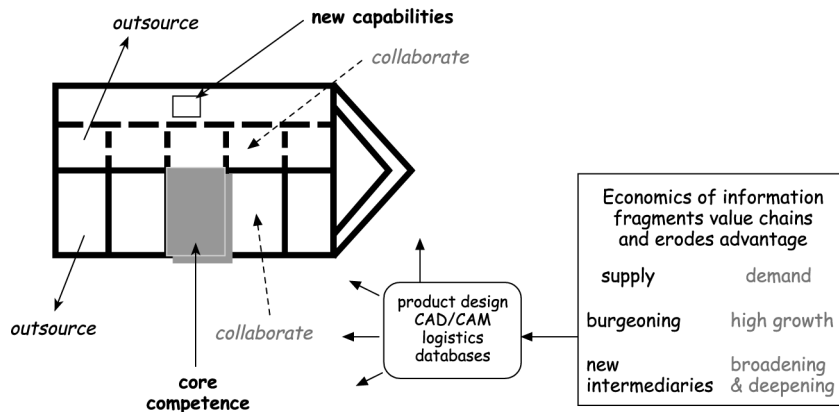 outsource
new capabilities
collaborate
outsource
collaborate
core
competence
product design
CAD/CAM
logistics
databases
Economics of information
fragments value chains
and erodes advantage
supply demand
burgeoning high growth
new broadening
intermediaries & deepening